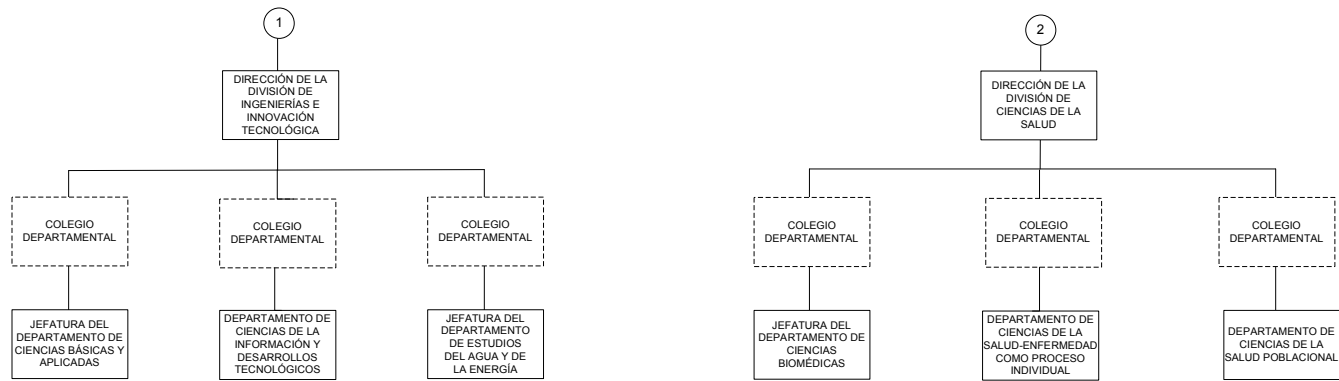 1
DIRECCIÓN DE LA
DIVISIÓN DE
INGENIERÍAS E
INNOVACIÓN
TECNOLÓGICA
COLEGIO
DEPARTAMENTAL
COLEGIO
DEPARTAMENTAL
COLEGIO
DEPARTAMENTAL
JEFATURA DEL
DEPARTAMENTO DE
CIENCIAS BÁSICAS Y
APLICADAS
DEPARTAMENTO DE
CIENCIAS DE LA
INFORMACIÓN Y
DESARROLLOS
TECNOLÓGICOS
JEFATURA DEL
DEPARTAMENTO
DE ESTUDIOS
DEL AGUA Y DE
LA ENERGÍA
2
DIRECCIÓN DE LA
DIVISIÓN DE
CIENCIAS DE LA
SALUD
COLEGIO
DEPARTAMENTAL
COLEGIO
DEPARTAMENTAL
COLEGIO
DEPARTAMENTAL
JEFATURA DEL
DEPARTAMENTO DE
CIENCIAS
BIOMÉDICAS
DEPARTAMENTO DE
CIENCIAS DE LA
SALUD-ENFERMEDAD
COMO PROCESO
INDIVIDUAL
DEPARTAMENTO DE
CIENCIAS DE LA
SALUD POBLACIONAL